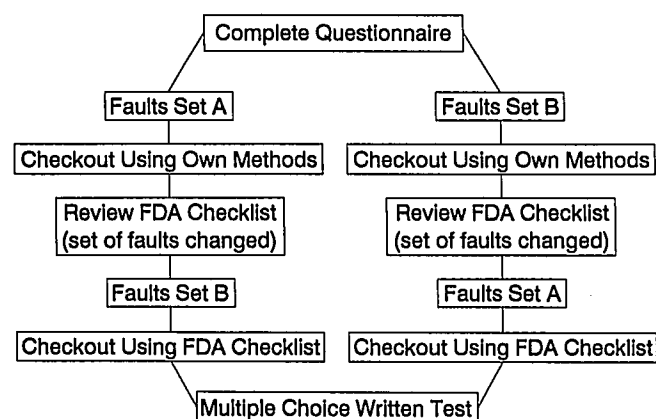 Complete Questionnaire
Faults Set A
Faults Set B
Checkout Using Own Methods
Checkout Using Own Methods
Review FDA Checklist
(set of faults changed)
Review FDA Checklist
(set of faults changed)
Faults Set B
Faults Set A
Checkout Using FDA Checklist
Checkout Using FDA Checklist
Multiple Choice Written Test